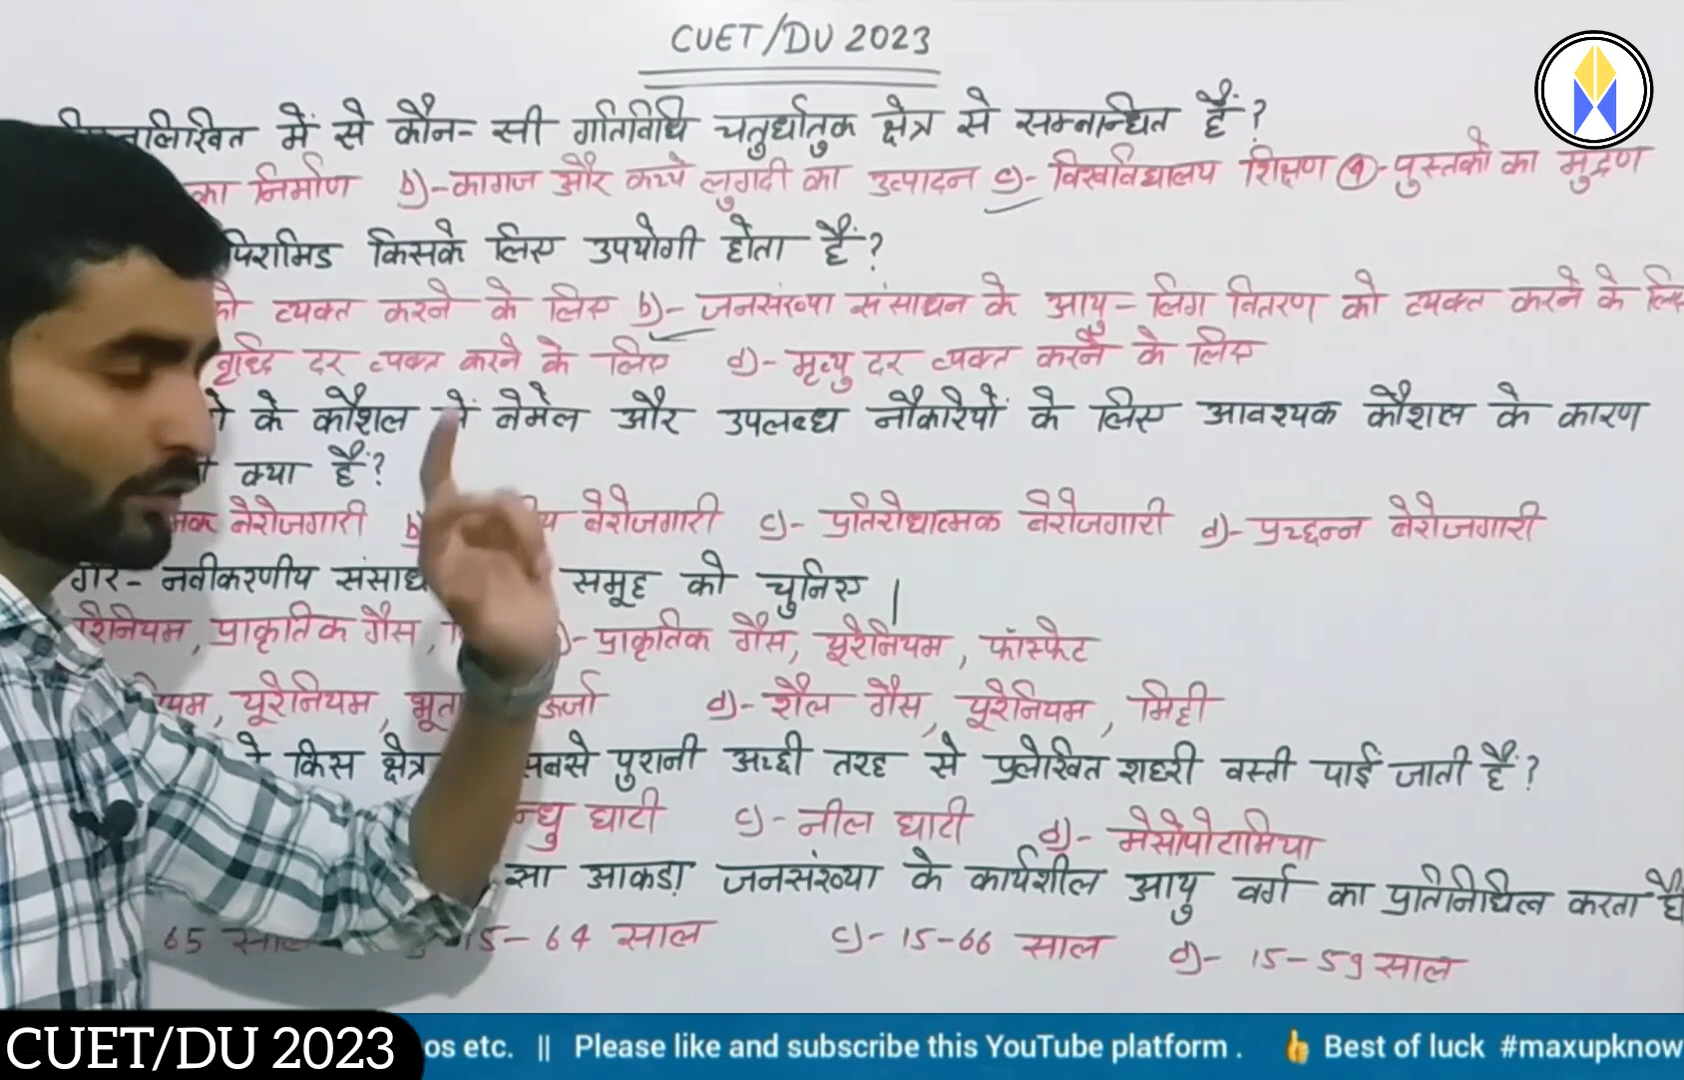 CUET/DU 2023
में से कौन-सी गतिविधि चतुर्थातुक क्षेत्र से सम्बन्धित हैं?
का निर्माण b)- कागज और कच्चे लुगदी का उत्पादन c)- विश्वविद्यालय शिक्षण d)- पुस्तकों का मुद्रण
पिरामिड किसके लिए उपयोगी होता हैं?
को व्यक्त करने के लिए b)- जनसंख्या संसाधन के आयु-लिंग वितरण को व्यक्त करने के लिए
वृद्धि दर व्यक्त करने के लिए d)- मृत्यु दर व्यक्त करने के लिए
के कौशल में बेमेल और उपलब्ध नौकरियों के लिए आवश्यक कौशल के कारण
क्या हैं?
बेरोजगारी b) बेरोजगारी c)- प्रतिरोधात्मक बेरोजगारी d)- प्रच्छन्न बेरोजगारी
गैर-नवीकरणीय समूह को चुनिए |
प्राकृतिक गैस, )- प्राकृतिक गैस, यूरेनियम, फॉस्फेट
यूरेनियम, ऊर्जा d)- शैल गैस, यूरेनियम, मिट्टी
किस क्षेत्र सबसे पुरानी अच्छी तरह से प्रलेखित शहरी बस्ती पाई जाती हैं?
घाटी c)- नील घाटी d)- मेसोपोटामिया
सा आकडा़ जनसंख्या के कार्यशील आयु वर्ग का प्रतिनिधित्व करता है
65 साल 15-64 साल c)- 15-66 साल d)- 15-59 साल
CUET/DU 2023 os etc. || Please like and subscribe this YouTube platform . 👍 Best of luck #maxupknow